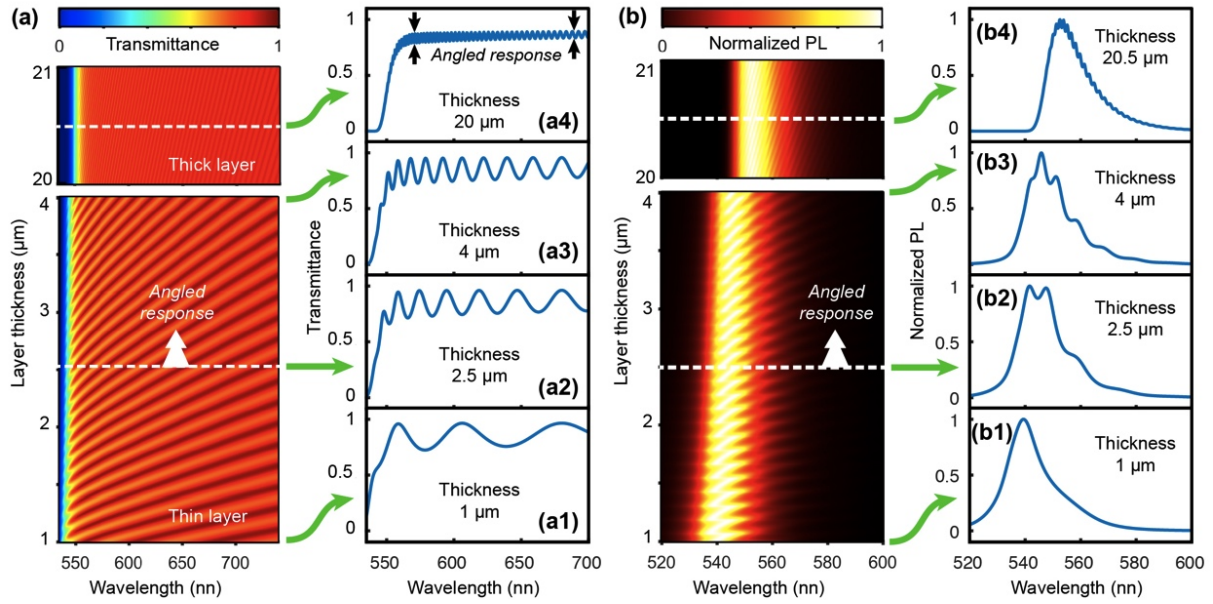 (a)
0
Transmittance
1
21
20
Thick layer
4
3
2
1
Layer thickness (μm)
Angled
response
Thin layer
550
600
650
700
Wavelength (nn)
Transmittance
1
0.5
0
Angled response
Thickness
20 μm
(a4)
1
0.5
Thickness
4 μm
(a3)
1
0.5
0
Thickness
2.5 μm
(a2)
1
0.5
0
Thickness
1 μm
(a1)
550
600
650
700
Wavelength (nn)
(b)
0
Normalized PL
1
21
20
4
3
2
1
Layer thickness (μm)
Angled
response
520
540
560
580
600
Wavelength (nn)
Normalized PL
(b4)
1
0.5
0
Thickness
20.5 μm
(b3)
1
0.5
Thickness
4 μm
(b2)
1
0.5
0
Thickness
2.5 μm
(b1)
1
0.5
0
Thickness
1 μm
520
540
560
580
600
Wavelength (nn)